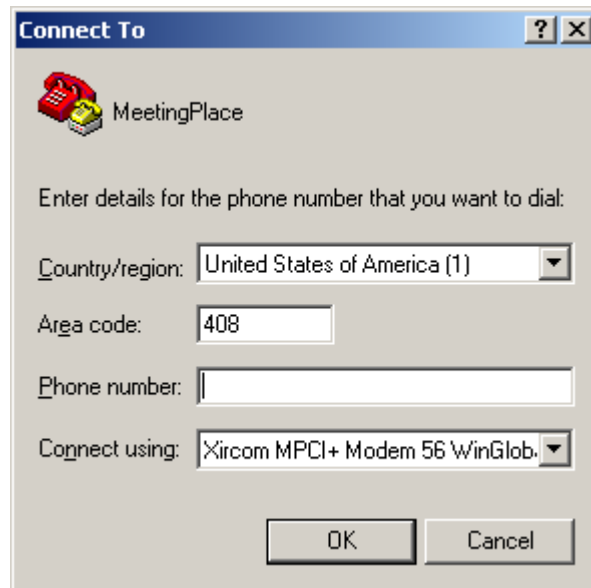 Connect To
MeetingPlace
Enter details for the phone number that you want to dial:
Country/region: United States of America (1)
Area code: 408
Phone number:
Connect using: Xircom MPCI+ Modem 56 WinGlob
OK Cancel